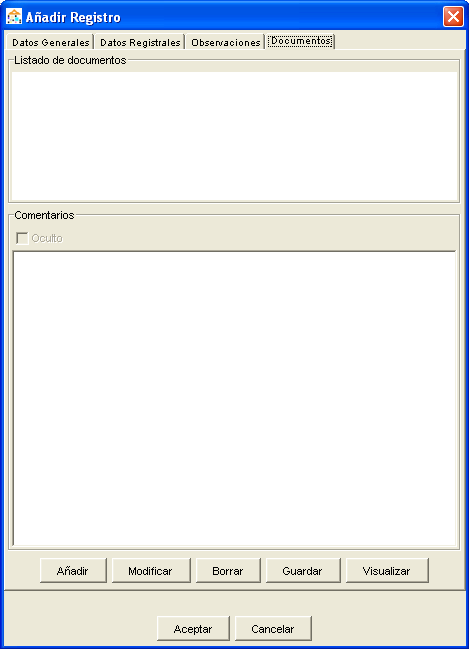 Añadir Registro
Datos Generales Datos Registrales Observaciones Documentos
Listado de documentos
Comentarios
Oculto
Añadir Modificar Borrar Guardar Visualizar
Aceptar Cancelar